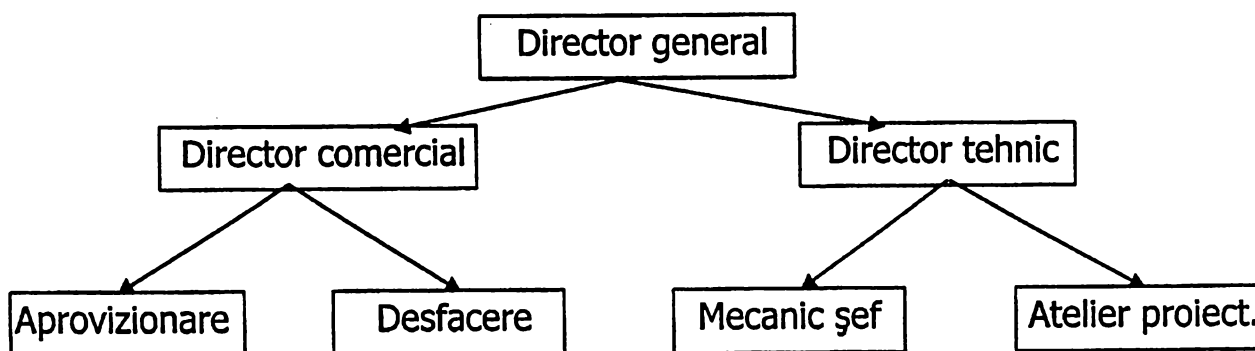 Director general
Director comercial
Director tehnic
Aprovizionare
Desfacere
Mecanic şef
Atelier proiect.